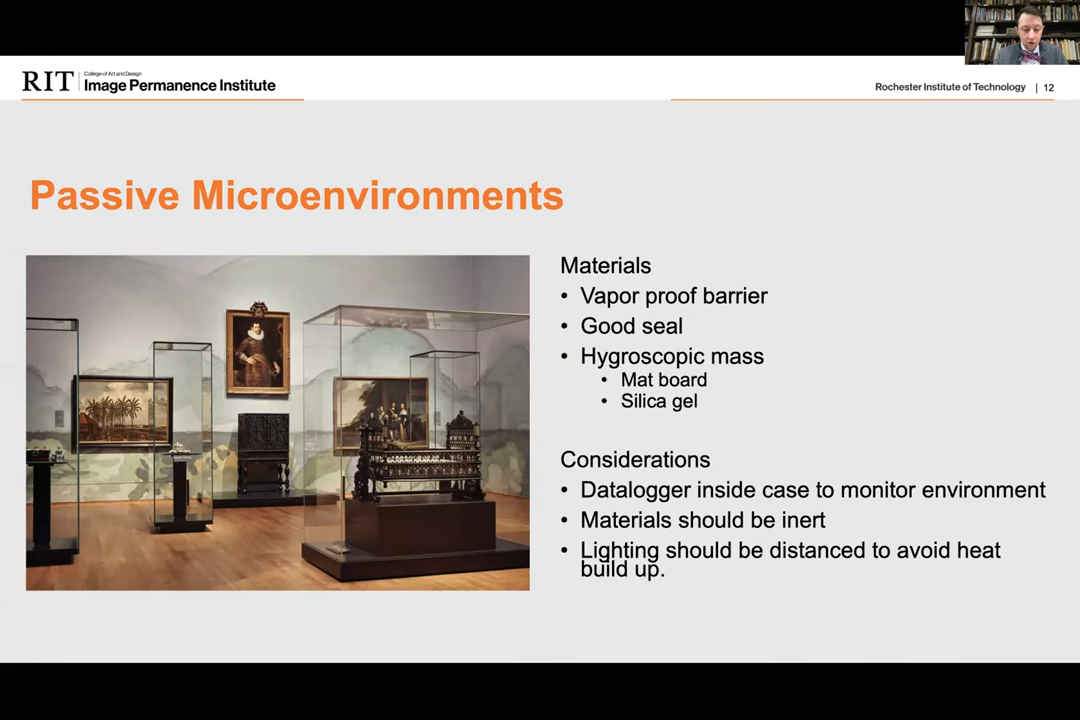 RIT
College of Art and Design
Image Permanence Institute
Rochester Institute of Technology | 12
Passive Microenvironments
Materials
• Vapor proof barrier
• Good seal
• Hygroscopic mass
• Mat board
• Silica gel
Considerations
• Datalogger inside case to monitor environment
• Materials should be inert
• Lighting should be distanced to avoid heat
build up.